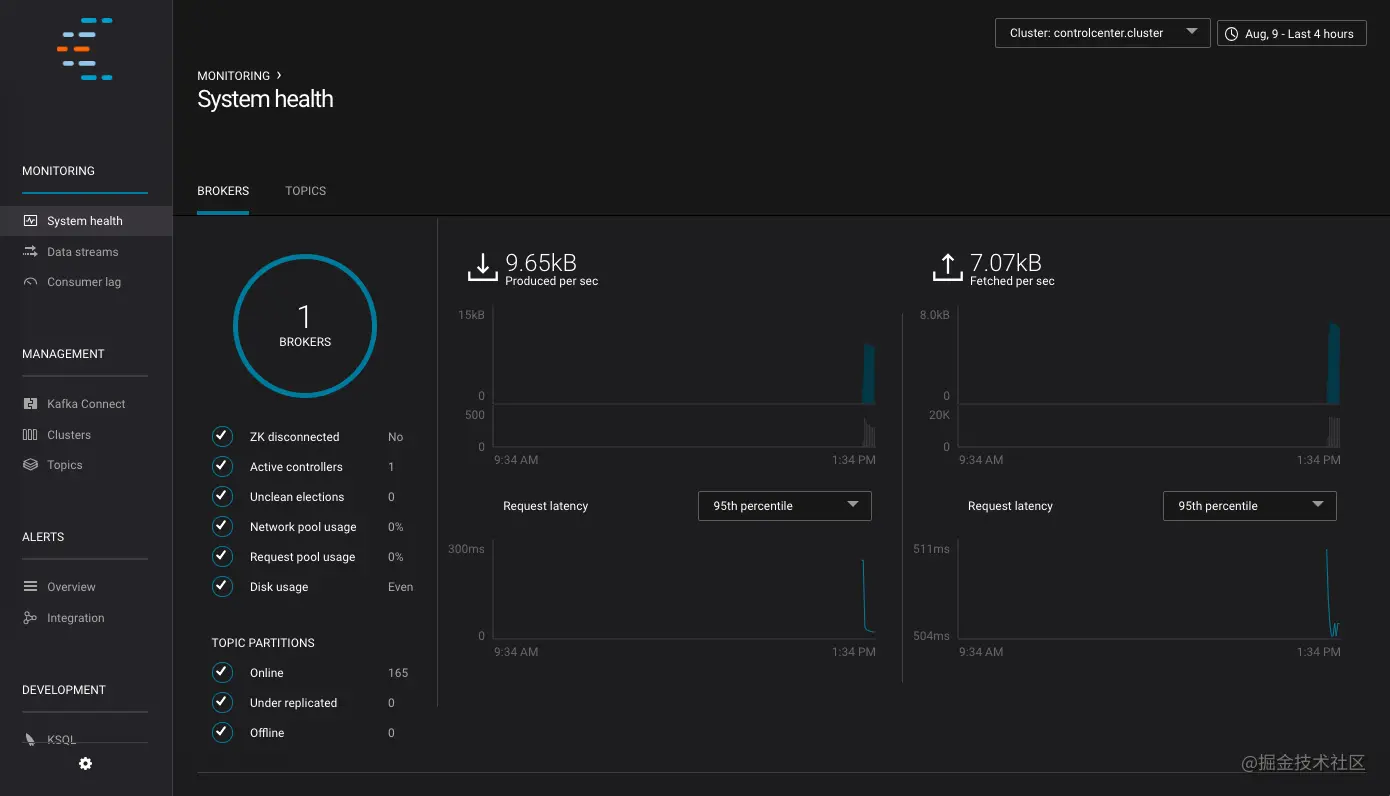 Cluster: controlcenter.cluster
Aug, 9 - Last 4 hours
MONITORING ›
System health
MONITORING
System health
Data streams
Consumer lag
MANAGEMENT
Kafka Connect
Clusters
Topics
ALERTS
Overview
Integration
DEVELOPMENT
KSQL
BROKERS TOPICS
1
BROKERS
ZK disconnected No
Active controllers 1
Unclean elections 0
Network pool usage 0%
Request pool usage 0%
Disk usage Even
TOPIC PARTITIONS
Online 165
Under replicated 0
Offline 0
9.65kB
Produced per sec
15kB
0
500
0
9:34 AM 1:34 PM
Request latency 95th percentile
300ms
0
9:34 AM 1:34 PM
7.07kB
Fetched per sec
8.0kB
0
20K
0
9:34 AM 1:34 PM
Request latency 95th percentile
511ms
504ms
9:34 AM 1:34 PM
@掘金技术社区